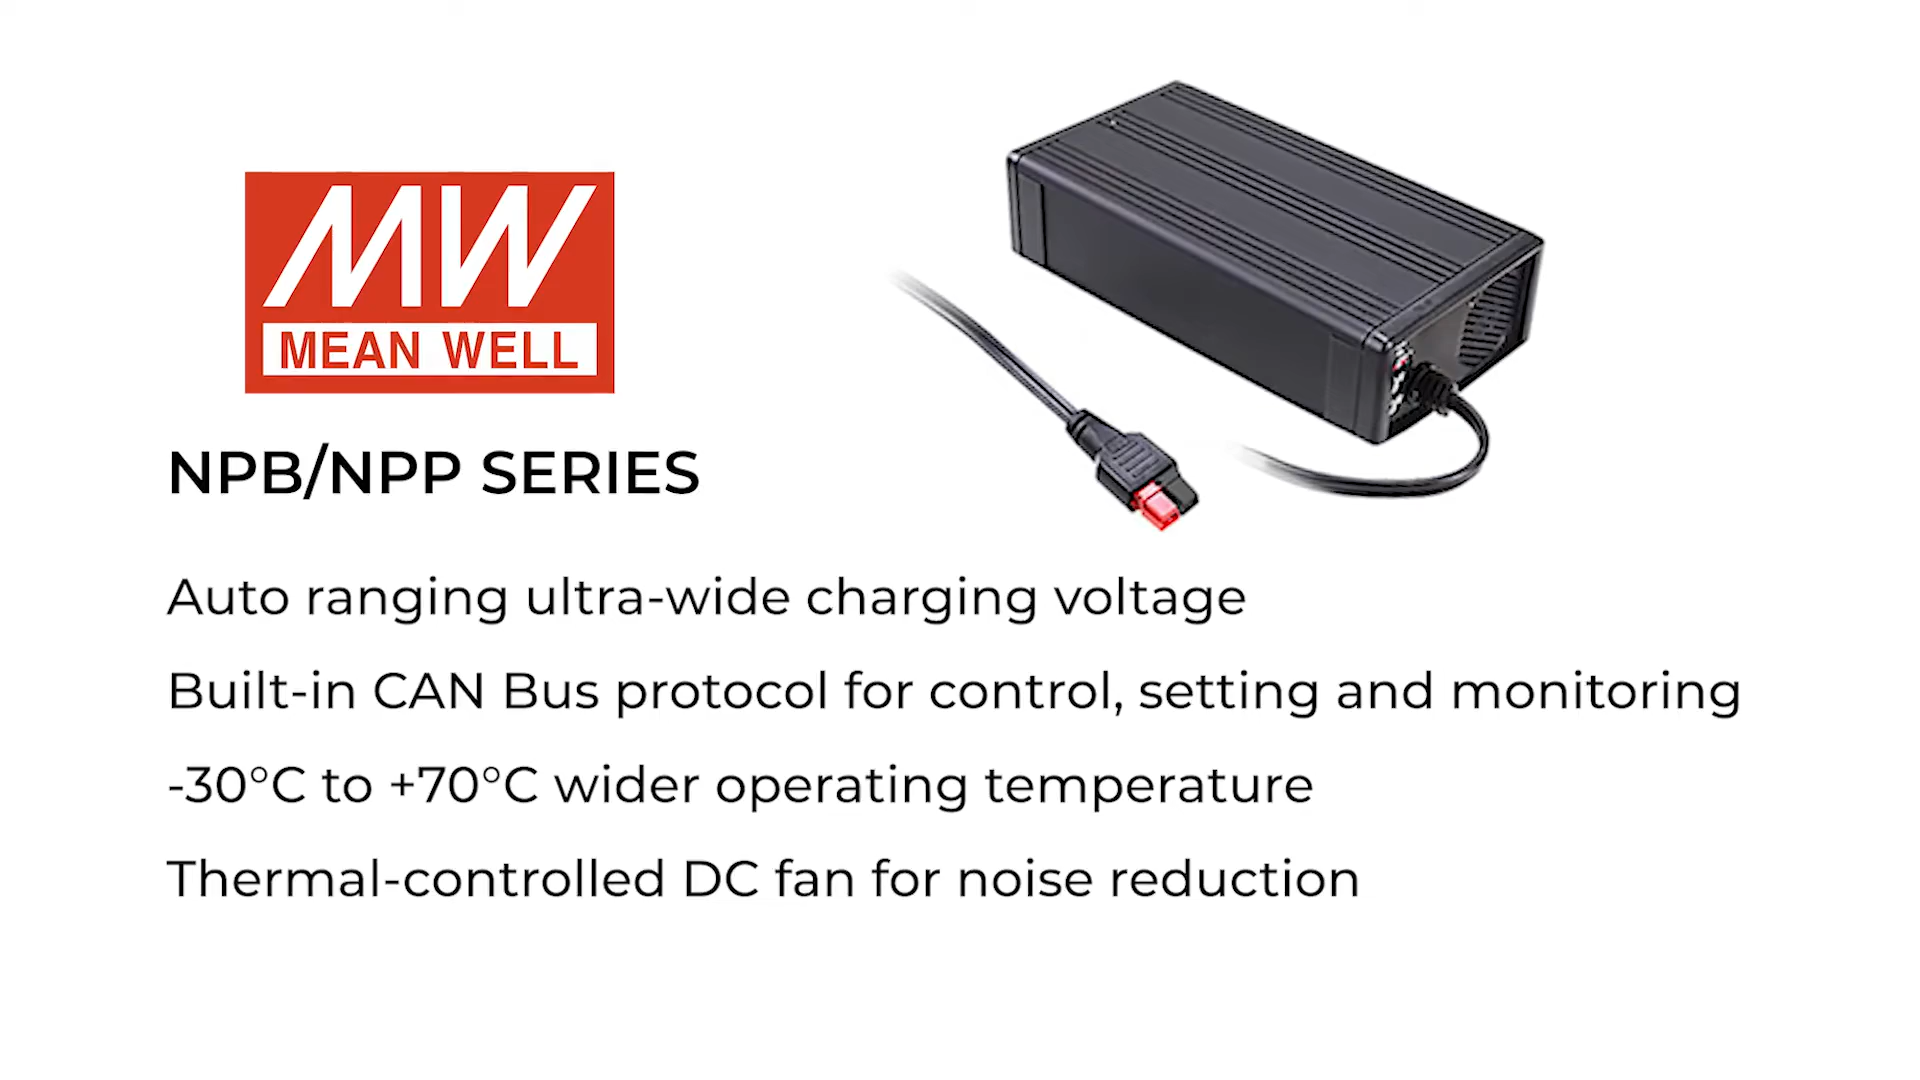 MW
MEAN WELL
NPB/NPP SERIES
Auto ranging ultra-wide charging voltage
Built-in CAN Bus protocol for control, setting and monitoring
-30°C to +70°C wider operating temperature
Thermal-controlled DC fan for noise reduction